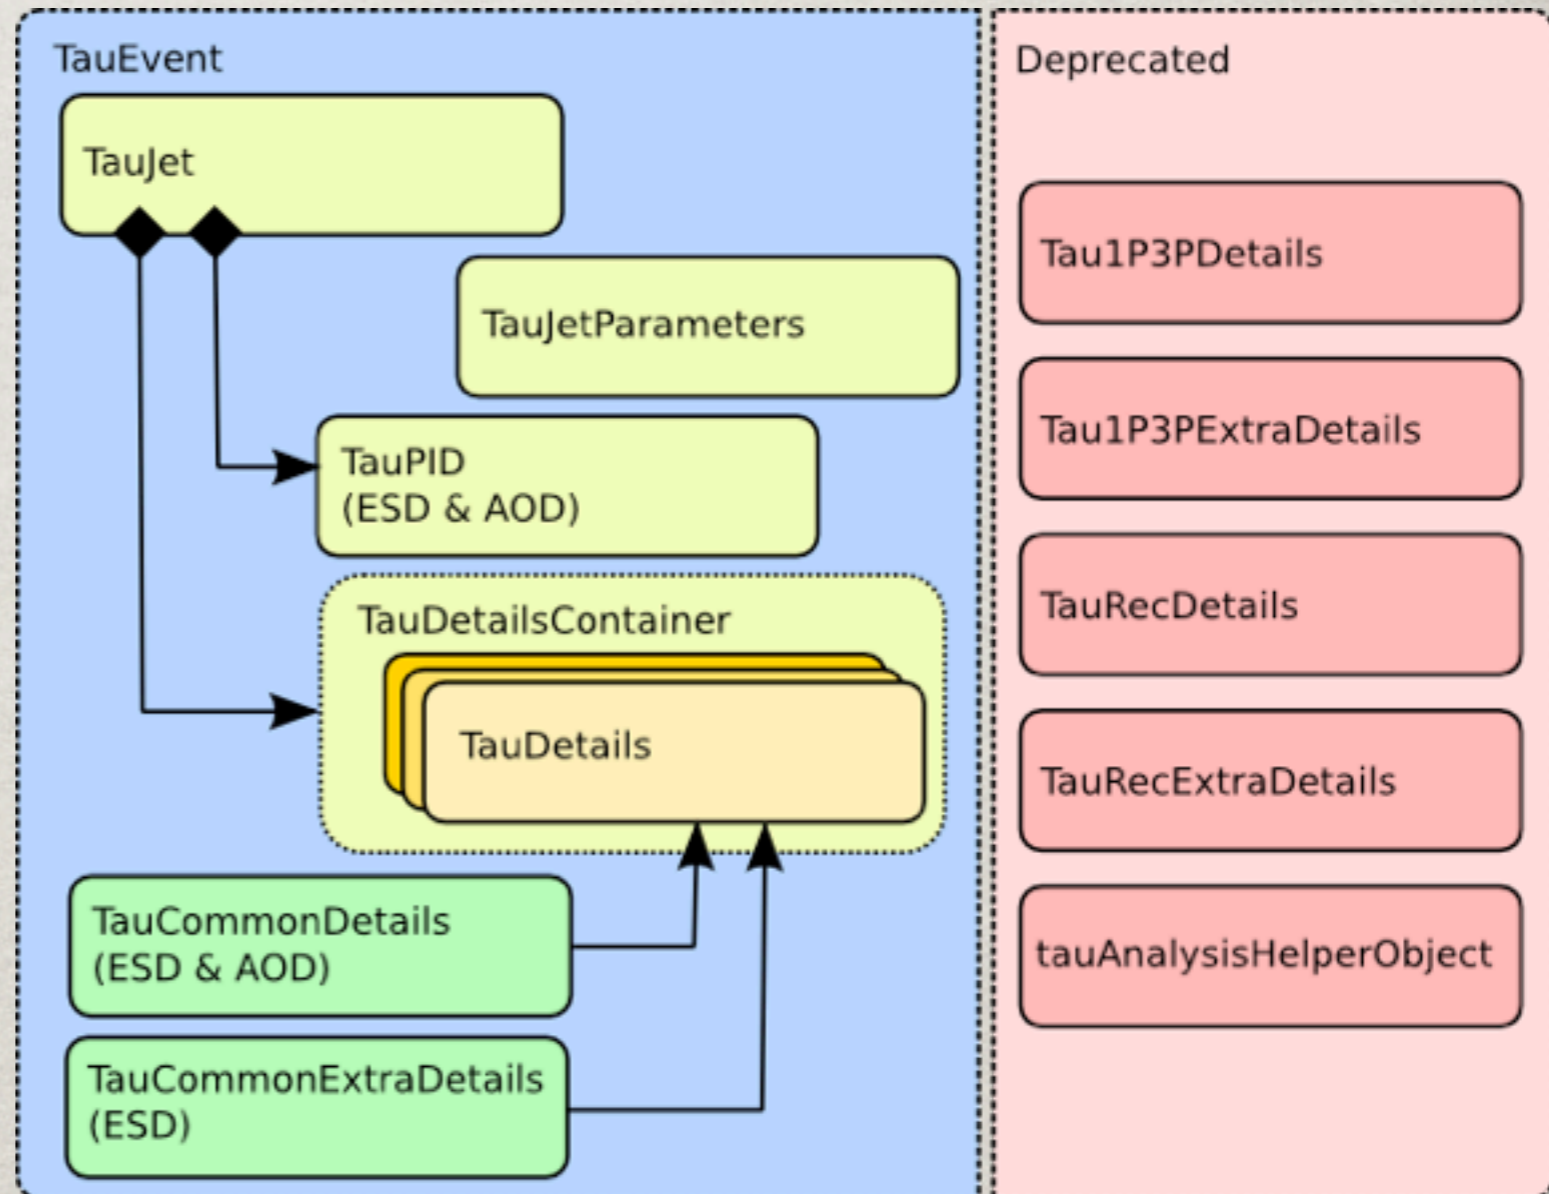 TauEvent
TauJet
TauJetParameters
TauPID
(ESD & AOD)
TauDetailsContainer
TauDetails
TauCommonDetails
(ESD & AOD)
TauCommonExtraDetails
(ESD)
Deprecated
Tau1P3PDetails
Tau1P3PExtraDetails
TauRecDetails
TauRecExtraDetails
tauAnalysisHelperObject